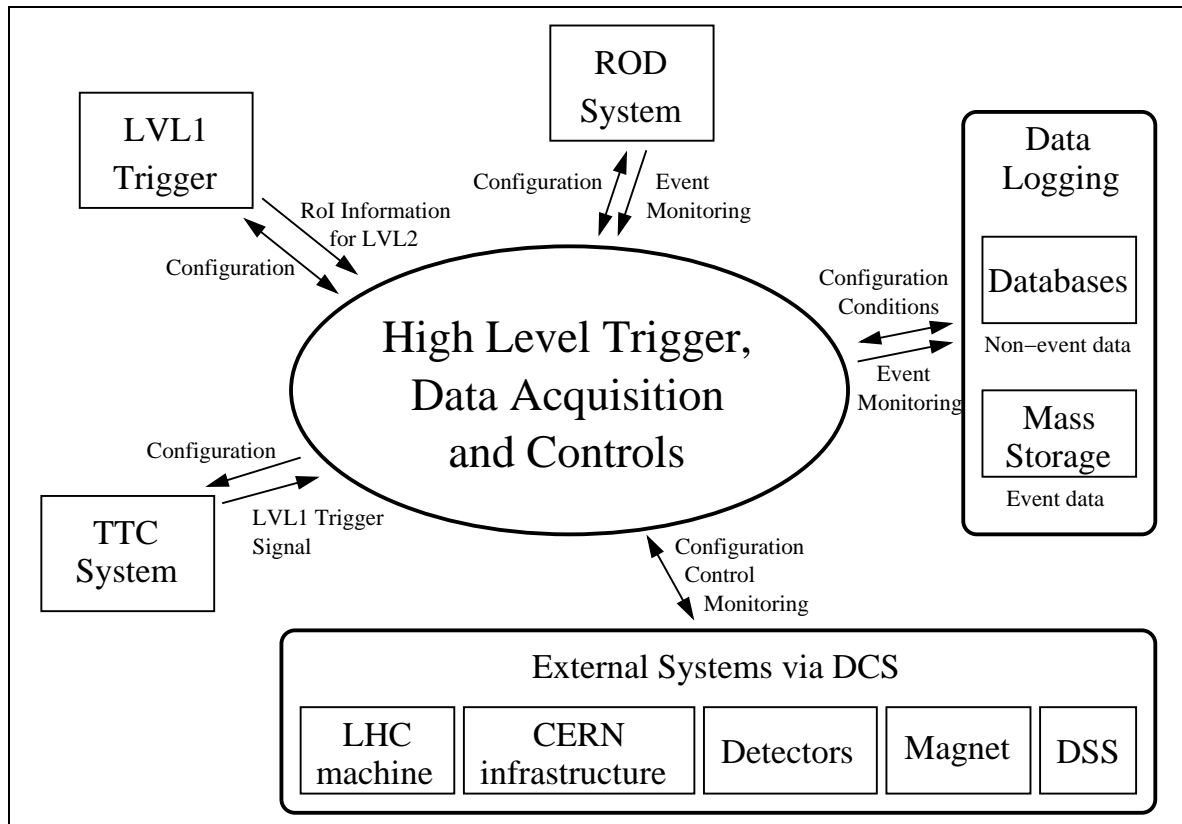 ROD
System
LVL1
Trigger
Configuration
Event
Monitoring
RoI Information
for LVL2
Configuration
Data
Logging
Databases
Non−event data
Mass
Storage
Event data
Configuration
Conditions
Event
Monitoring
High Level Trigger,
Data Acquisition
and Controls
Configuration
TTC
System
LVL1 Trigger
Signal
Configuration
Control
Monitoring
External Systems via DCS
LHC
machine
CERN
infrastructure
Detectors
Magnet
DSS